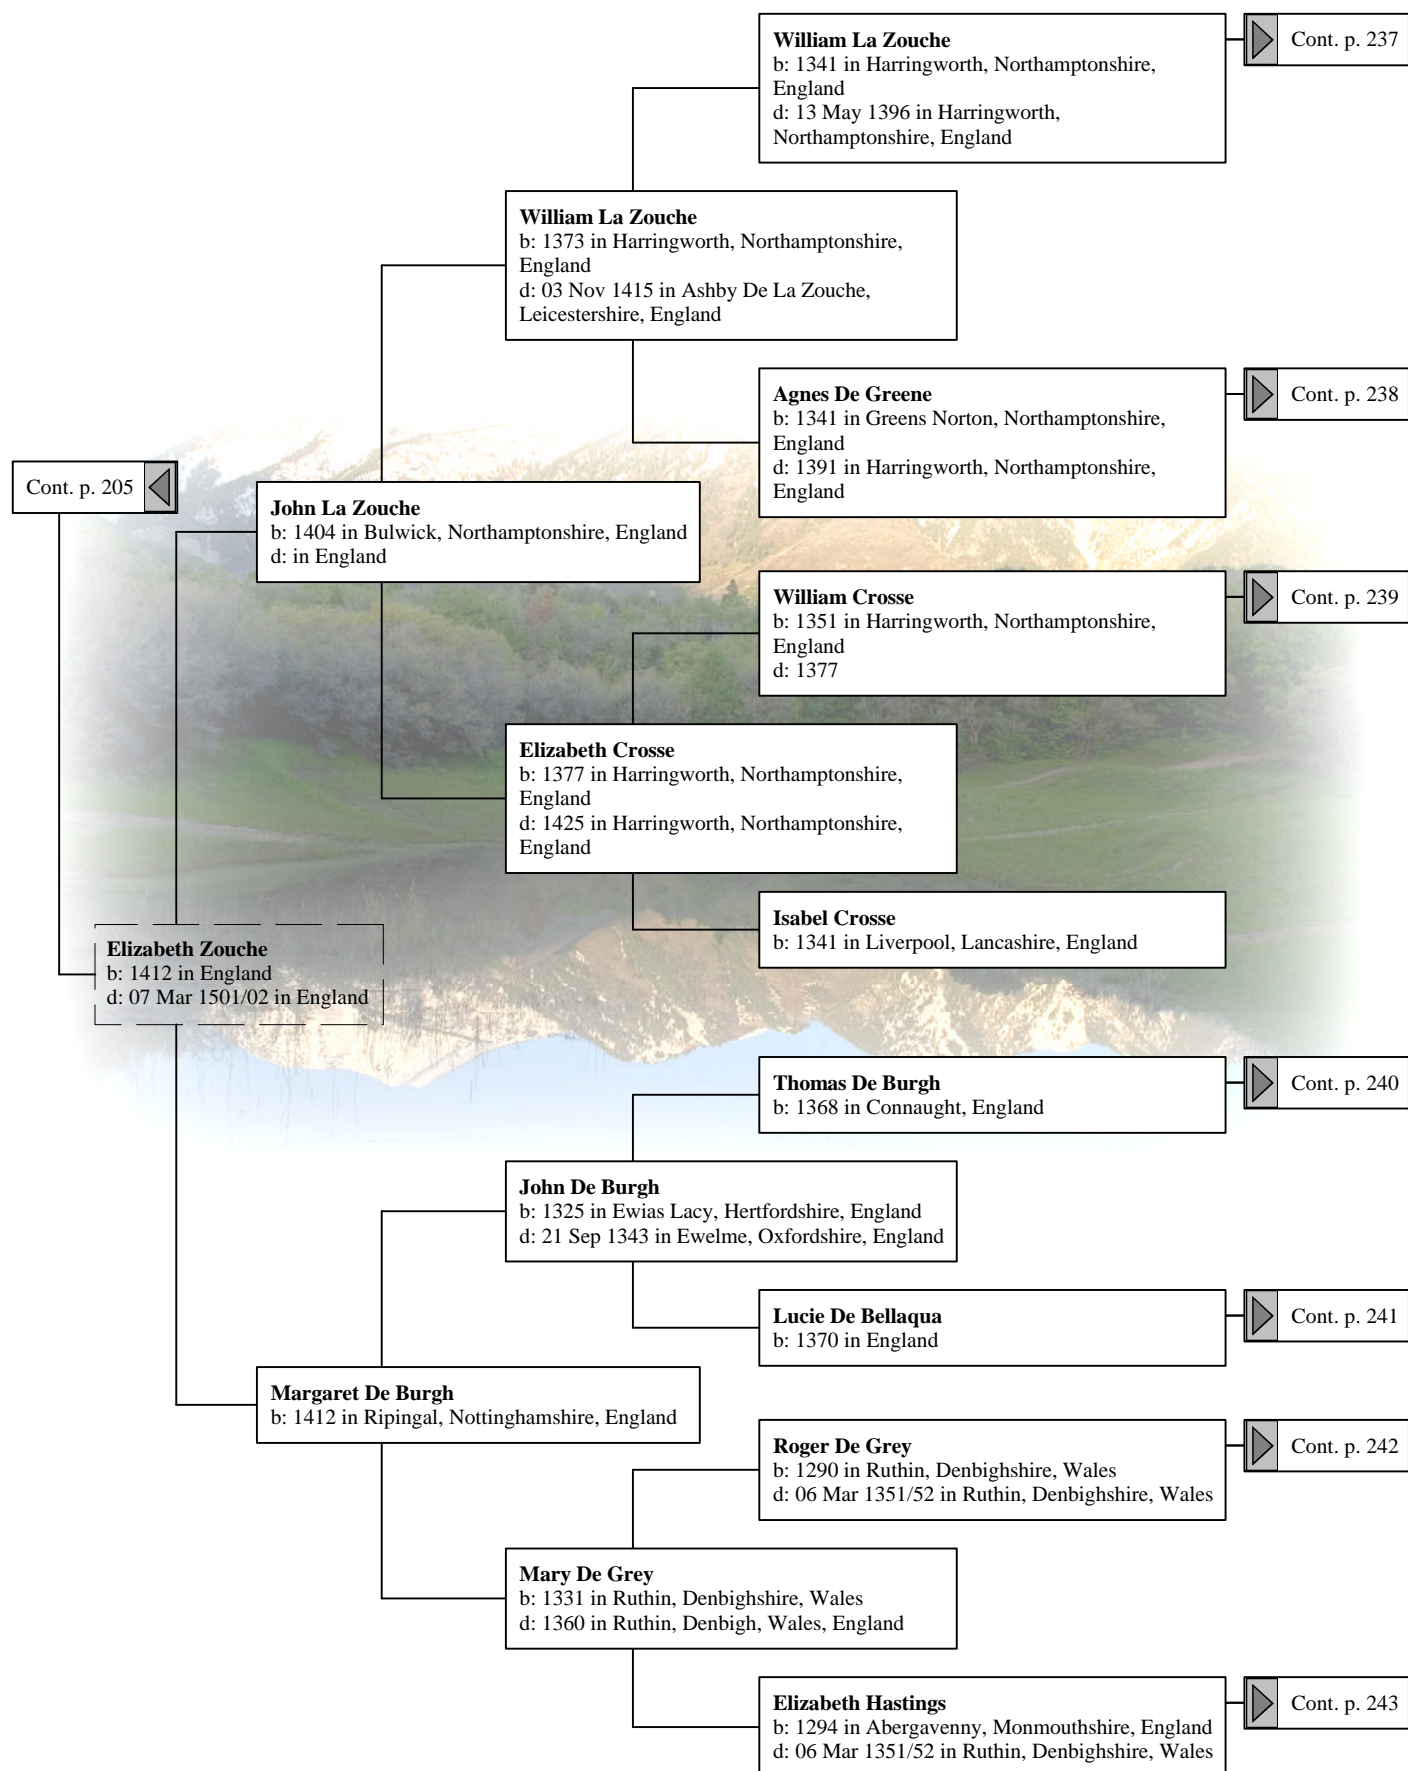 William La Zouche
b: 1341 in Harringworth, Northamptonshire,
England
d: 13 May 1396 in Harringworth,
Northamptonshire, England
Cont. p. 237
William La Zouche
b: 1373 in Harringworth, Northamptonshire,
England
d: 03 Nov 1415 in Ashby De La Zouche,
Leicestershire, England
Agnes De Greene
b: 1341 in Greens Norton, Northamptonshire,
England
d: 1391 in Harringworth, Northamptonshire,
England
Cont. p. 238
Cont. p. 205
John La Zouche
b: 1404 in Bulwick, Northamptonshire, England
d: in England
William Crosse
b: 1351 in Harringworth, Northamptonshire,
England
d: 1377
Cont. p. 239
Elizabeth Crosse
b: 1377 in Harringworth, Northamptonshire,
England
d: 1425 in Harringworth, Northamptonshire,
England
Isabel Crosse
b: 1341 in Liverpool, Lancashire, England
Elizabeth Zouche
b: 1412 in England
d: 07 Mar 1501/02 in England
Thomas De Burgh
b: 1368 in Connaught, England
Cont. p. 240
John De Burgh
b: 1325 in Ewias Lacy, Hertfordshire, England
d: 21 Sep 1343 in Ewelme, Oxfordshire, England
Lucie De Bellaqua
b: 1370 in England
Cont. p. 241
Margaret De Burgh
b: 1412 in Ripingal, Nottinghamshire, England
Roger De Grey
b: 1290 in Ruthin, Denbighshire, Wales
d: 06 Mar 1351/52 in Ruthin, Denbighshire, Wales
Cont. p. 242
Mary De Grey
b: 1331 in Ruthin, Denbighshire, Wales
d: 1360 in Ruthin, Denbigh, Wales, England
Elizabeth Hastings
b: 1294 in Abergavenny, Monmouthshire, England
d: 06 Mar 1351/52 in Ruthin, Denbighshire, Wales
Cont. p. 243